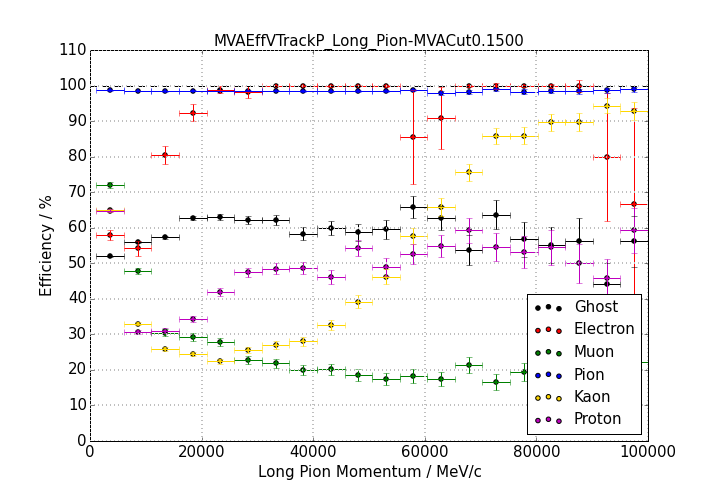 MVAEffVTrackP_Long_Pion-MVACut0.1500
110
100
90
80
70
60
50
40
30
20
10
0
Efficiency / %
Ghost
Electron
Muon
Pion
Kaon
Proton
0 20000 40000 60000 80000 100000
Long Pion Momentum / MeV/c